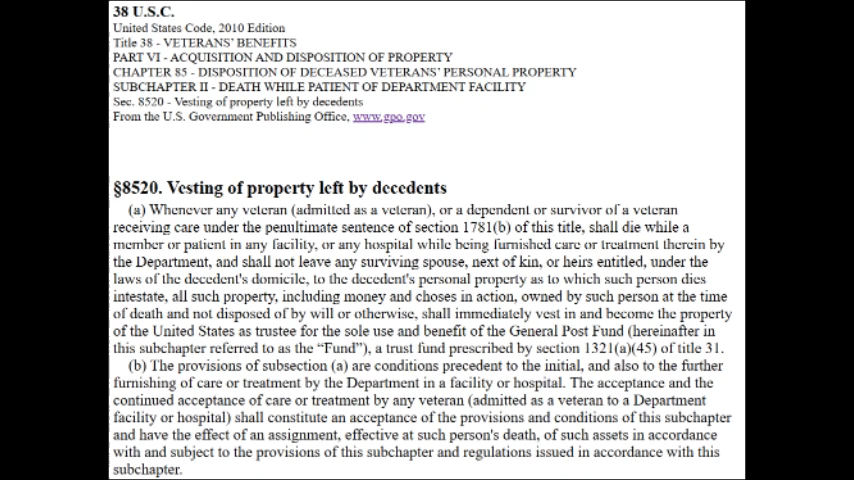 38 U.S.C.
United States Code, 2010 Edition
Title 38 - VETERANS’ BENEFITS
PART VI - ACQUISITION AND DISPOSITION OF PROPERTY
CHAPTER 85 - DISPOSITION OF DECEASED VETERANS’ PERSONAL PROPERTY
SUBCHAPTER II - DEATH WHILE PATIENT OF DEPARTMENT FACILITY
Sec. 8520 - Vesting of property left by decedents
From the U.S. Government Publishing Office, www.gpo.gov
§8520. Vesting of property left by decedents
(a) Whenever any veteran (admitted as a veteran), or a dependent or survivor of a veteran
receiving care under the penultimate sentence of section 1781(b) of this title, shall die while a
member or patient in any facility, or any hospital while being furnished care or treatment therein by
the Department, and shall not leave any surviving spouse, next of kin, or heirs entitled, under the
laws of the decedent's domicile, to the decedent's personal property as to which such person dies
intestate, all such property, including money and choses in action, owned by such person at the time
of death and not disposed of by will or otherwise, shall immediately vest in and become the property
of the United States as trustee for the sole use and benefit of the General Post Fund (hereinafter in
this subchapter referred to as the “Fund”), a trust fund prescribed by section 1321(a)(45) of title 31.
(b) The provisions of subsection (a) are conditions precedent to the initial, and also to the further
furnishing of care or treatment by the Department in a facility or hospital. The acceptance and the
continued acceptance of care or treatment by any veteran (admitted as a veteran to a Department
facility or hospital) shall constitute an acceptance of the provisions and conditions of this subchapter
and have the effect of an assignment, effective at such person's death, of such assets in accordance
with and subject to the provisions of this subchapter and regulations issued in accordance with this
subchapter.